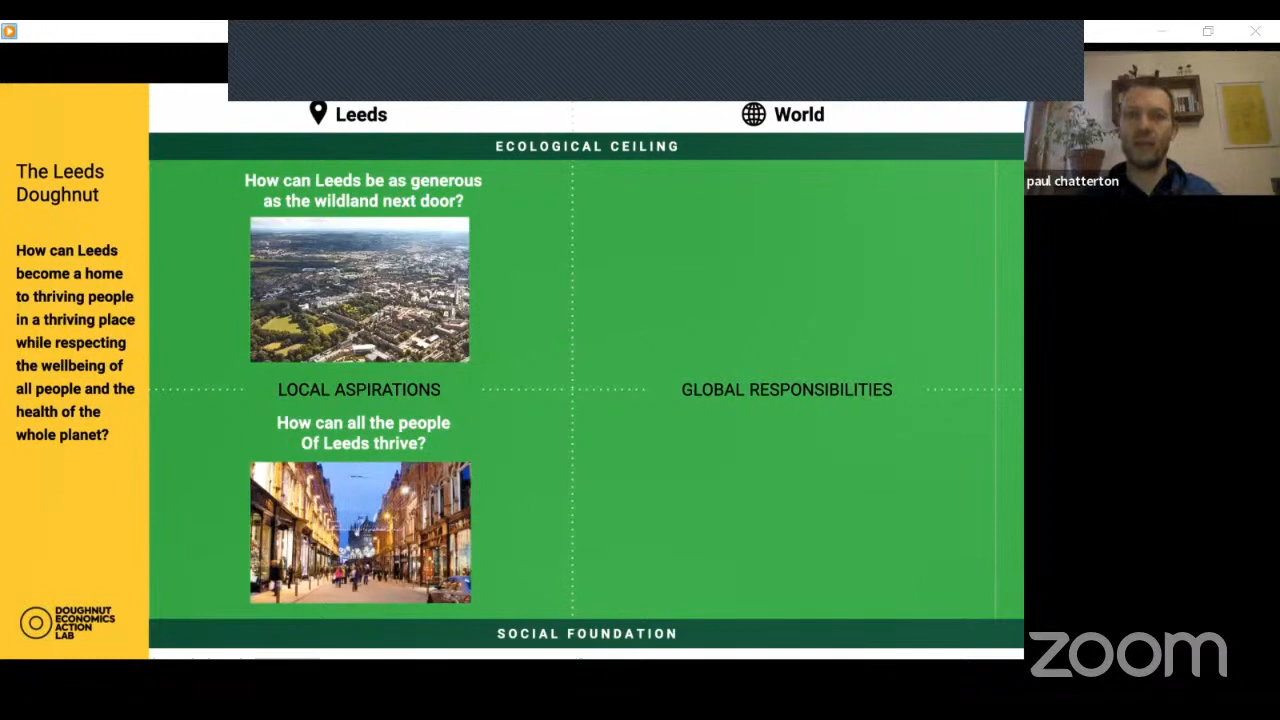 Leeds
World
ECOLOGICAL CEILING
The Leeds
Doughnut
How can Leeds
become a home
to thriving people
in a thriving place
while respecting
the wellbeing of
all people and the
health of the
whole planet?
How can Leeds be as generous
as the wildland next door?
LOCAL ASPIRATIONS
GLOBAL RESPONSIBILITIES
How can all the people
Of Leeds thrive?
SOCIAL FOUNDATION
DOUGHNUT
ECONOMICS
ACTION
LAB
paul chatterton
zoom